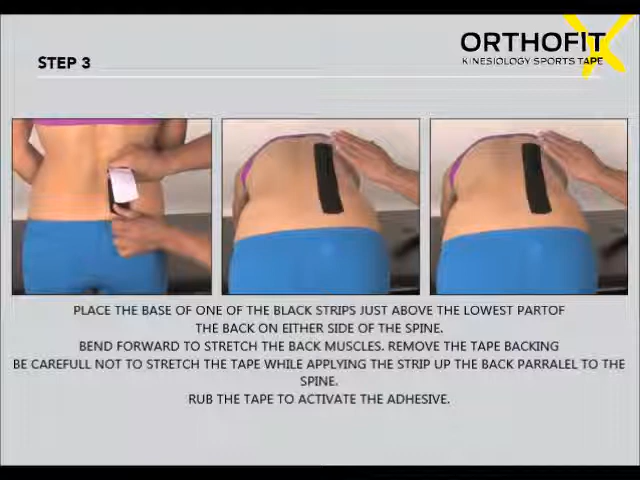 STEP 3
ORTHOFIT
KINESIOLOGY SPORTS TAPE
PLACE THE BASE OF ONE OF THE BLACK STRIPS JUST ABOVE THE LOWEST PARTOF
THE BACK ON EITHER SIDE OF THE SPINE.
BEND FORWARD TO STRETCH THE BACK MUSCLES. REMOVE THE TAPE BACKING
BE CAREFULL NOT TO STRETCH THE TAPE WHILE APPLYING THE STRIP UP THE BACK PARRALEL TO THE
SPINE.
RUB THE TAPE TO ACTIVATE THE ADHESIVE.